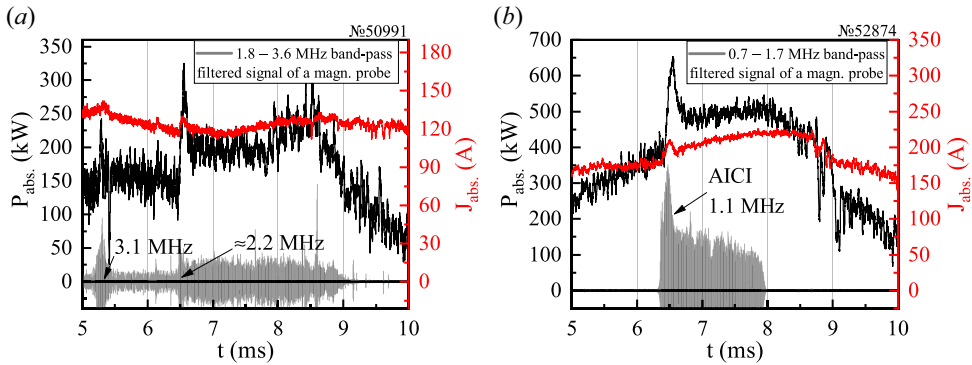 (a)
№50991
1.8 – 3.6 MHz band-pass
filtered signal of a magn. probe
P_abs. (kW)
350
300
250
200
150
100
50
0
J_abs. (A)
180
150
120
90
60
30
0
3.1 MHz
≈2.2 MHz
5 6 7 8 9 10
t (ms)
(b)
№52874
0.7 – 1.7 MHz band-pass
filtered signal of a magn. probe
P_abs. (kW)
700
600
500
400
300
200
100
0
J_abs. (A)
350
300
250
200
150
100
50
0
AICI
1.1 MHz
5 6 7 8 9 10
t (ms)